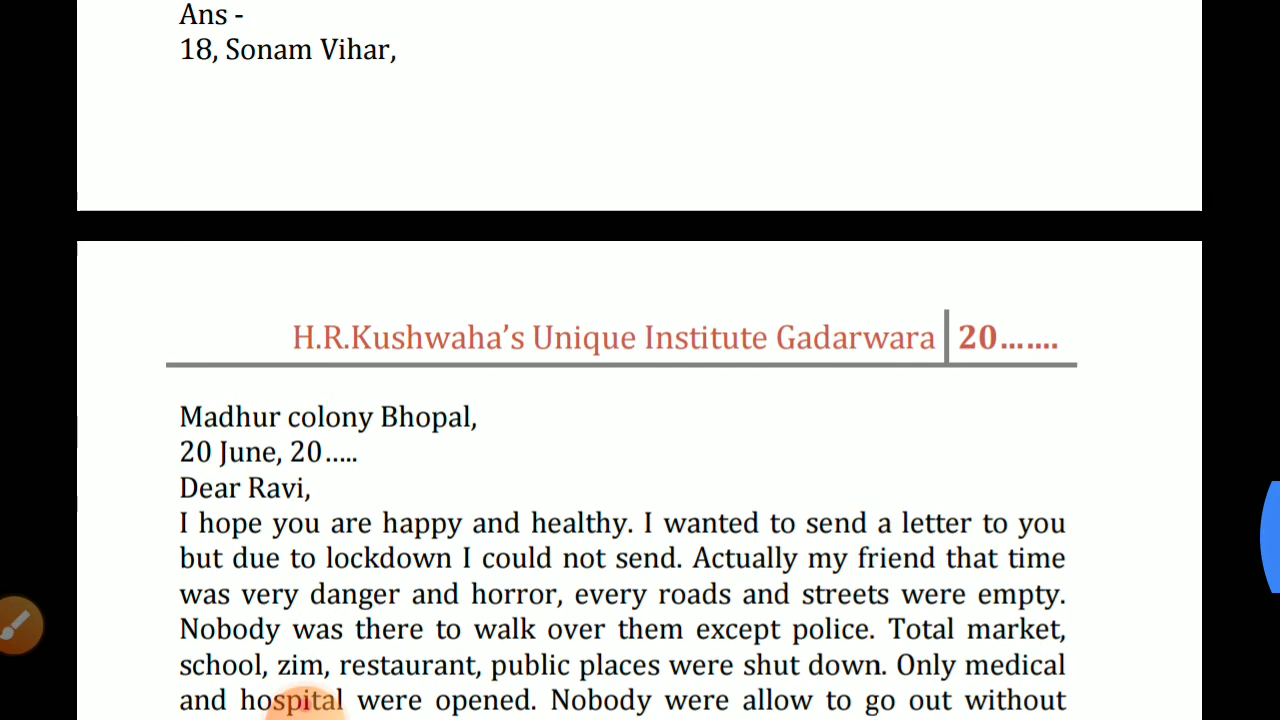 Ans -
18, Sonam Vihar,
H.R.Kushwaha’s Unique Institute Gadarwara 20.......
Madhur colony Bhopal,
20 June, 20.....
Dear Ravi,
I hope you are happy and healthy. I wanted to send a letter to you
but due to lockdown I could not send. Actually my friend that time
was very danger and horror, every roads and streets were empty.
Nobody was there to walk over them except police. Total market,
school, zim, restaurant, public places were shut down. Only medical
and hospital were opened. Nobody were allow to go out without